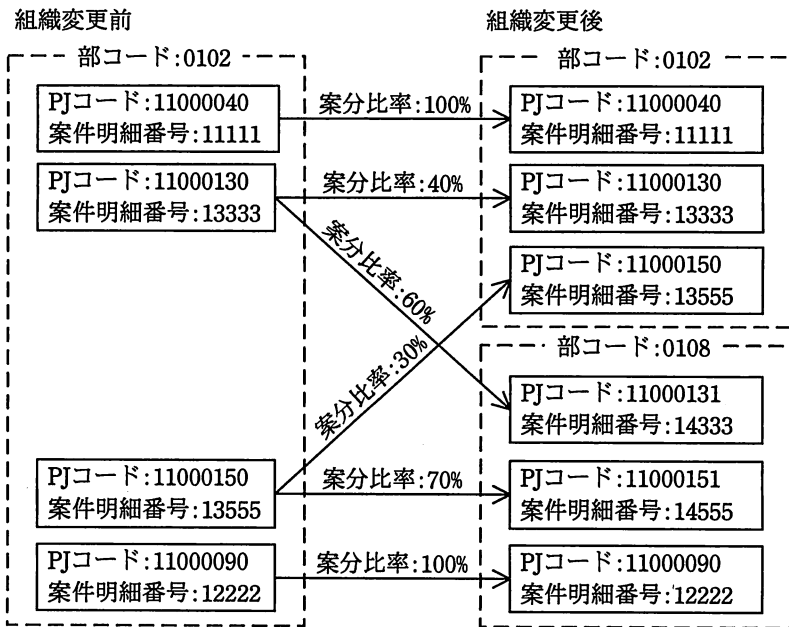 組織変更前
部コード:0102
PJコード:11000040
案件明細番号:11111
PJコード:11000130
案件明細番号:13333
PJコード:11000150
案件明細番号:13555
PJコード:11000090
案件明細番号:12222
案分比率:100%
案分比率:40%
案分比率:60%
案分比率:30%
案分比率:70%
案分比率:100%
組織変更後
部コード:0102
PJコード:11000040
案件明細番号:11111
PJコード:11000130
案件明細番号:13333
PJコード:11000150
案件明細番号:13555
部コード:0108
PJコード:11000131
案件明細番号:14333
PJコード:11000151
案件明細番号:14555
PJコード:11000090
案件明細番号:12222